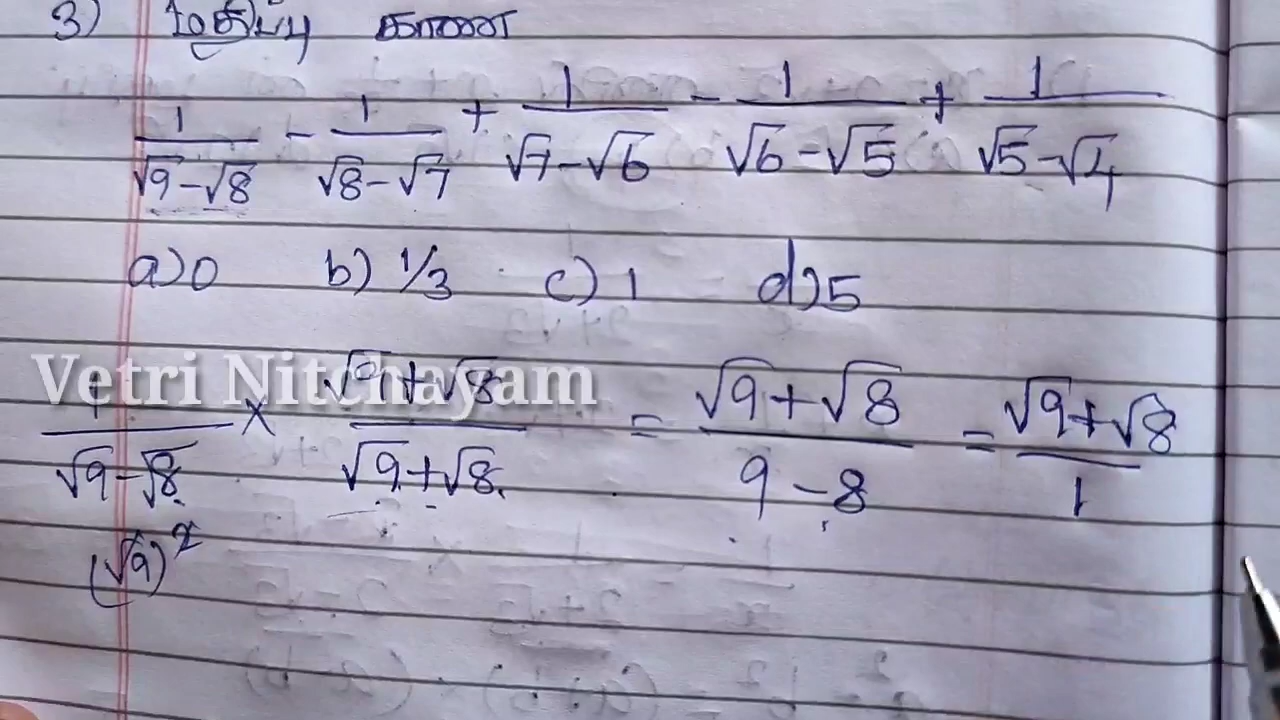 3) மதிப்பு காண்க
1/(√9-√8) - 1/(√8-√7) + 1/(√7-√6) - 1/(√6-√5) + 1/(√5-√4)
a) 0 b) 1/3 c) 1 d) 5
Vetri Nitchayam
1/(√9-√8) × (√9+√8)/(√9+√8) = (√9+√8)/(9-8) = (√9+√8)/1
(√9)²